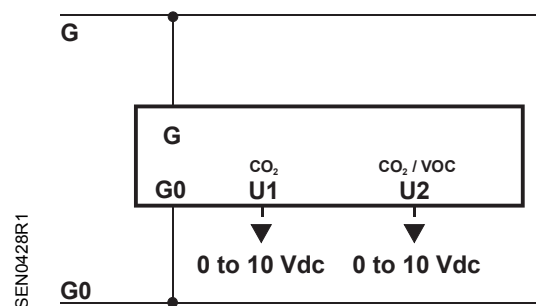 G
G
CO₂ CO₂ / VOC
G0 U1 U2
0 to 10 Vdc 0 to 10 Vdc
G0
SEN0428R1